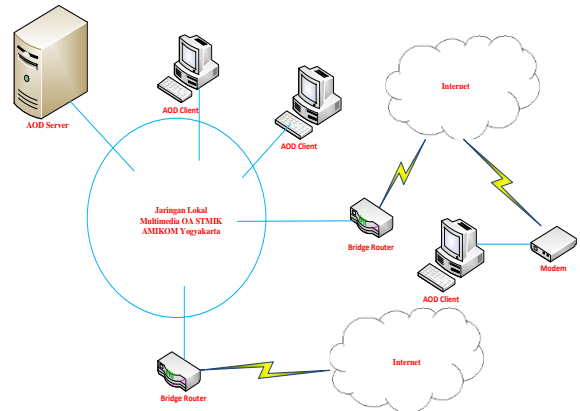 AOD Server
AOD Client
AOD Client
Internet
Jaringan Lokal
Multimedia OA STMIK
AMIKOM Yogyakarta
Bridge Router
AOD Client
Modem
Bridge Router
Internet